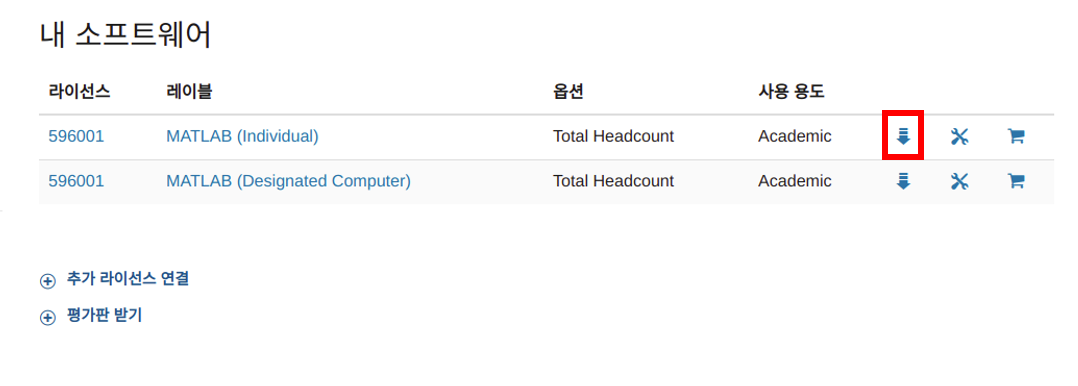 내 소프트웨어
라이선스 레이블 옵션 사용 용도
596001 MATLAB (Individual) Total Headcount Academic
596001 MATLAB (Designated Computer) Total Headcount Academic
추가 라이선스 연결
평가판 받기